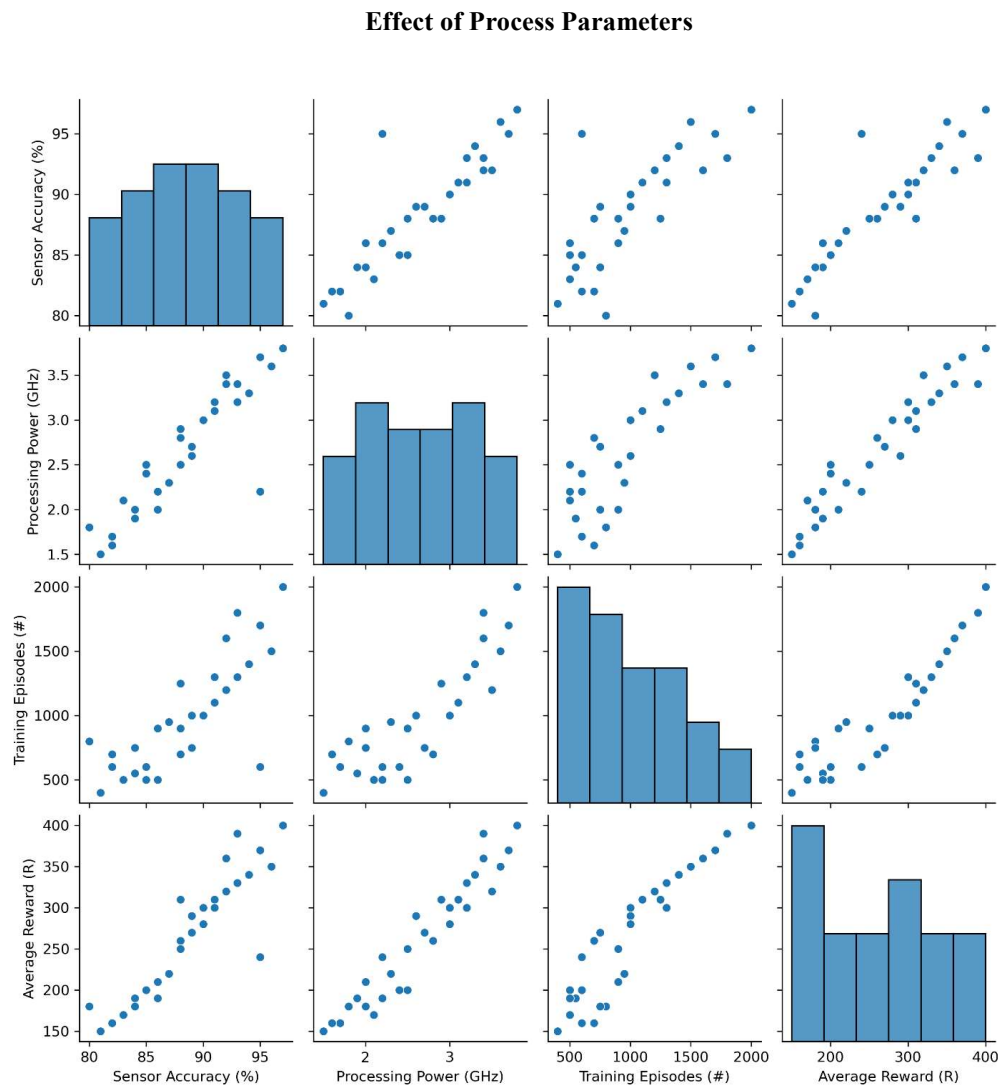 Effect of Process Parameters
Sensor Accuracy (%)
95
90
85
80
Processing Power (GHz)
3.5
3.0
2.5
2.0
1.5
Training Episodes (#)
2000
1500
1000
500
Average Reward (R)
400
350
300
250
200
150
80 85 90 95
2 3
500 1000 1500 2000
200 300 400
Sensor Accuracy (%)
Processing Power (GHz)
Training Episodes (#)
Average Reward (R)